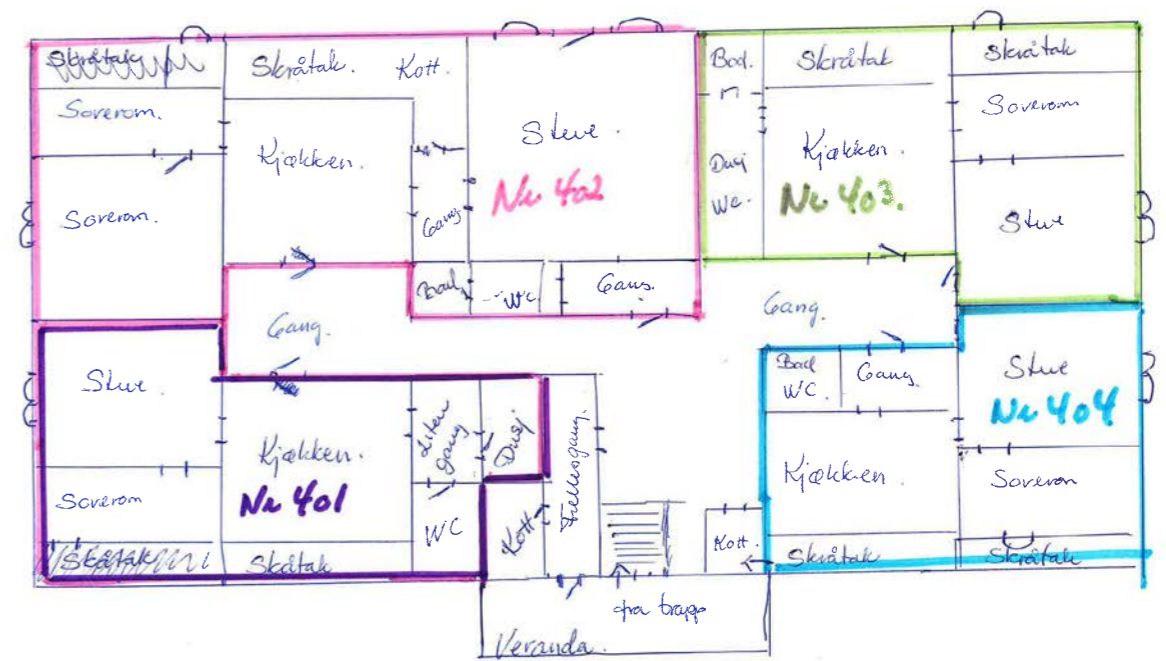 Skråtak
Soverom.
Soverom.
Skråtak. Kott.
Kjøkken.
Gang
Stue.
Nr 402
Bad
WC
Gang.
Bod.
Dusj
Wc.
Skråtak
Kjøkken.
Nr 403.
Skråtak
Soverom
Stue
Gang.
Gang.
Stue.
Soverom
Skråtak
Kjøkken.
Nr 401
Liten
gang
Dusj
WC
Kott
Skåtak
Fellesgang.
Bad
WC.
Gang
Stue
Nr 404
Kjøkken
Soverom
Kott.
Skråtak
Skråtak
fra trapp
Veranda.